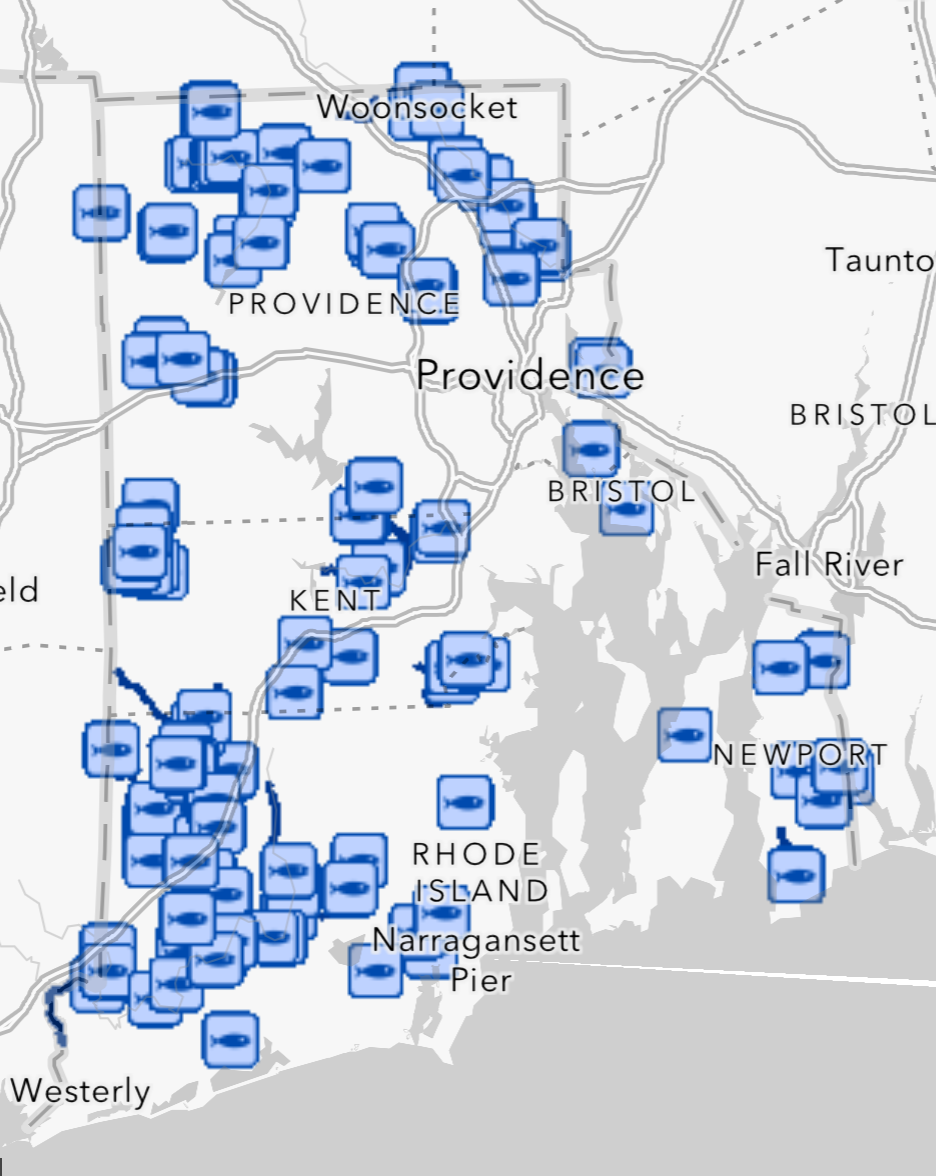 Woonsocket
Taunto
PROVIDENCE
Providence
BRISTOL
BRISTOL
Fall River
eld
KENT
NEWPORT
RHODE
ISLAND
Narragansett
Pier
Westerly